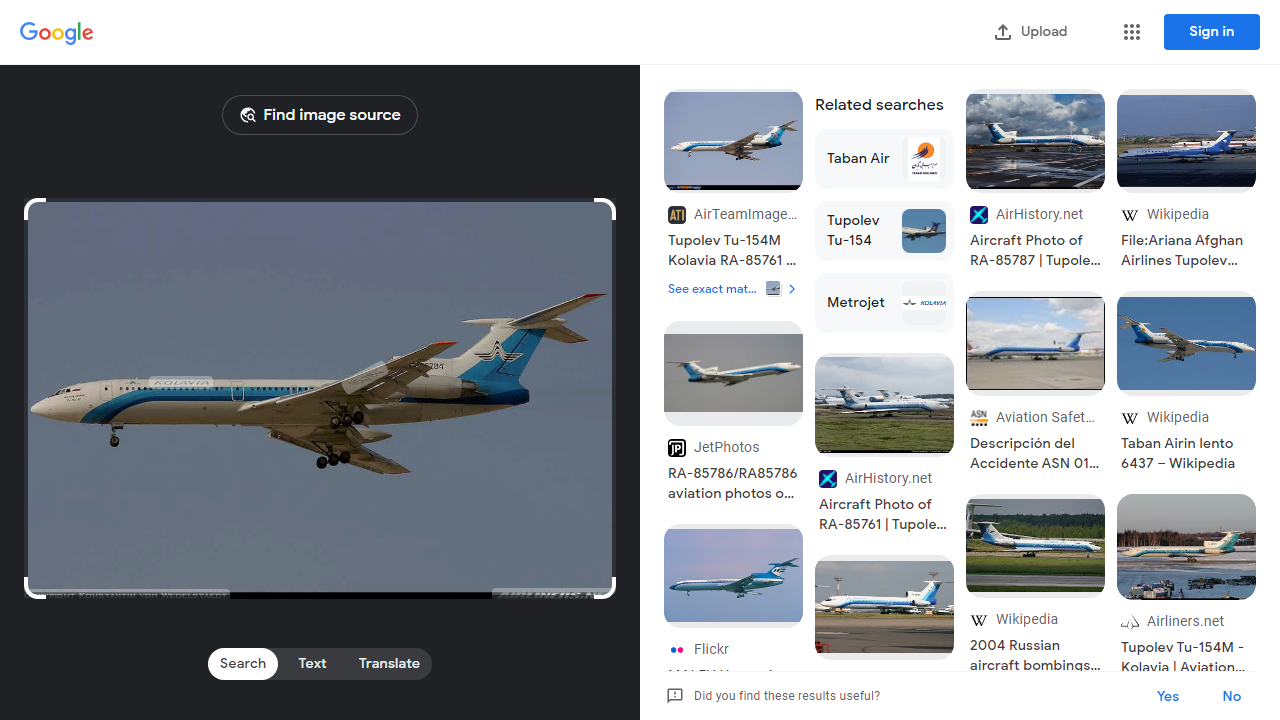 Google
Upload
Sign in
Find image source
KOLAVIA
Search
Text
Translate
AirTeamImage...
Tupolev Tu-154M
Kolavia RA-85761 ...
See exact mat...
JetPhotos
RA-85786/RA85786
aviation photos o...
Flickr
Related searches
Taban Air
Tupolev
Tu-154
Metrojet
KOLAVIA
AirHistory.net
Aircraft Photo of
RA-85761 | Tupole...
AirHistory.net
Aircraft Photo of
RA-85787 | Tupole...
ASN
Aviation Safet...
Descripción del
Accidente ASN 01...
Wikipedia
2004 Russian
aircraft bombings...
Wikipedia
File:Ariana Afghan
Airlines Tupolev...
Wikipedia
Taban Airin lento
6437 – Wikipedia
Airliners.net
Tupolev Tu-154M -
Kolavia | Aviation...
Did you find these results useful?
Yes
No